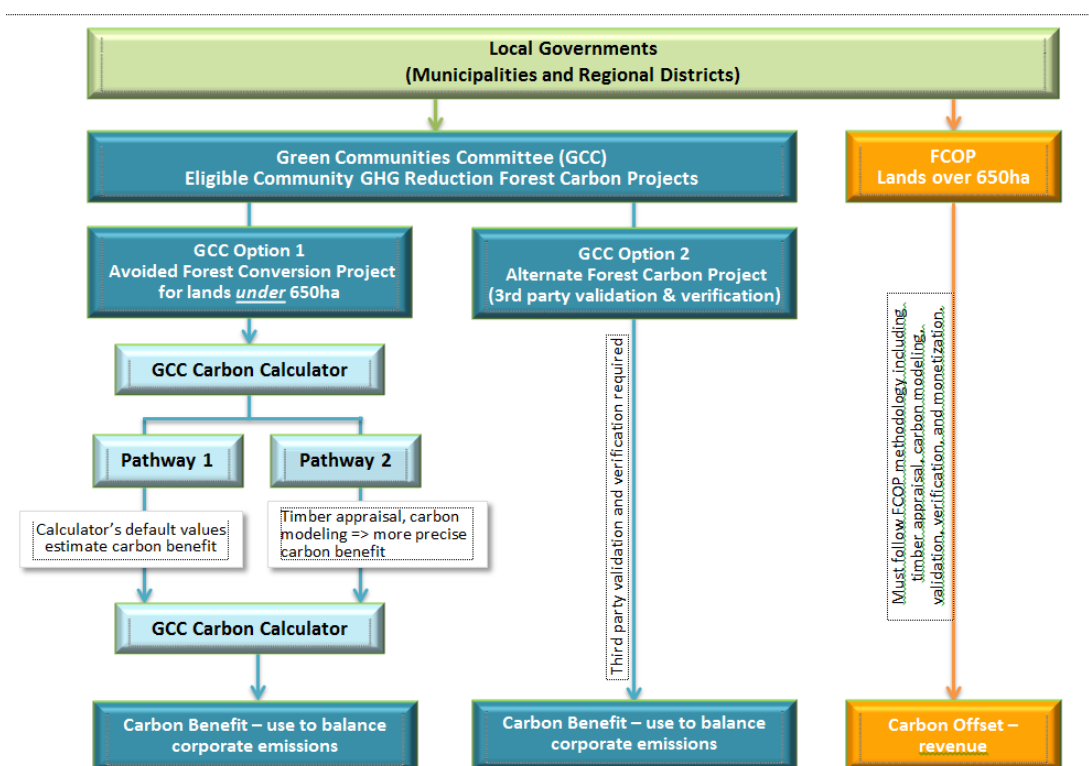 Local Governments
(Municipalities and Regional Districts)
Green Communities Committee (GCC)
Eligible Community GHG Reduction Forest Carbon Projects
FCOP
Lands over 650ha
GCC Option 1
Avoided Forest Conversion Project
for lands under 650ha
GCC Option 2
Alternate Forest Carbon Project
(3rd party validation & verification)
GCC Carbon Calculator
Pathway 1
Pathway 2
Calculator's default values
estimate carbon benefit
Timber appraisal, carbon
modeling => more precise
carbon benefit
Third party validation and verification required
Must follow FCOP methodology including
timber appraisal, carbon modeling,
validation, verification, and monetization.
GCC Carbon Calculator
Carbon Benefit – use to balance
corporate emissions
Carbon Benefit – use to balance
corporate emissions
Carbon Offset –
revenue